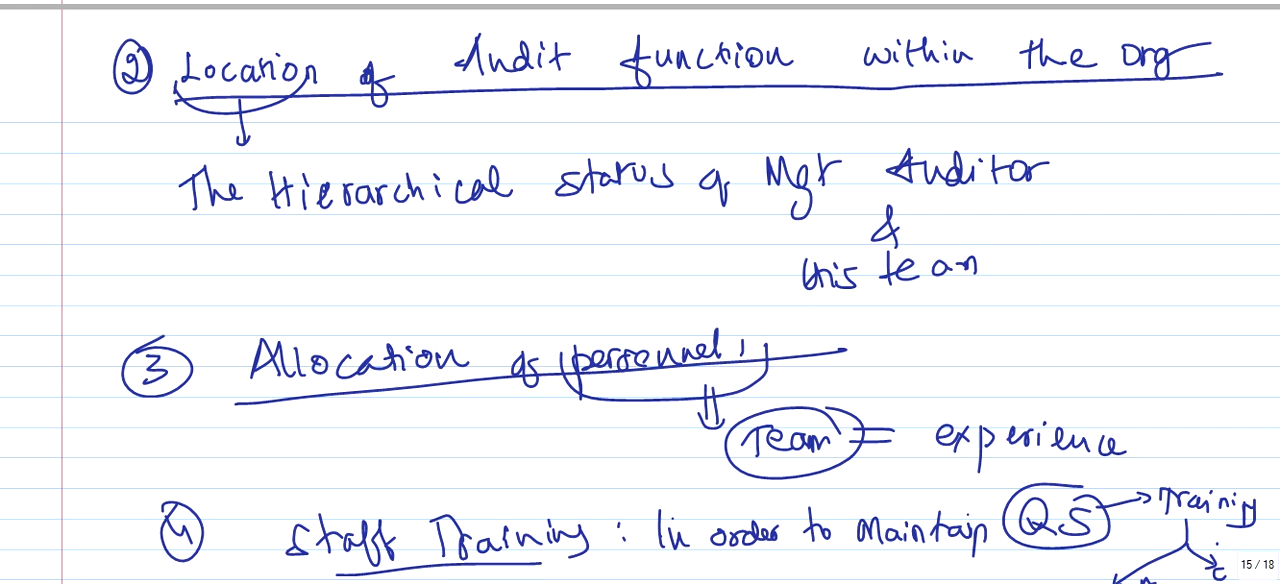 ② Location of Audit function within the org
The Hierarchical status of Mgt Auditor
&
his team
③ Allocation of personnel
Team = experience
④ Staff Training : In order to Maintain QS → Training
15 / 18